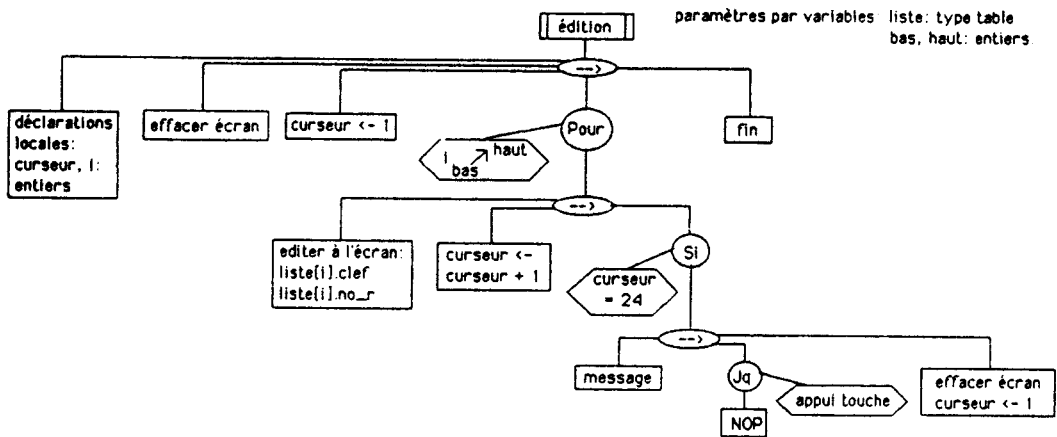 édition
paramètres par variables liste: type table
bas, haut: entiers
-->
déclarations
locales:
curseur, i:
entiers
effacer écran
curseur <- 1
Pour
fin
i bas haut
-->
editer à l'écran:
liste[i].clef
liste[i].no_r
curseur <-
curseur + 1
Si
curseur
= 24
-->
message
Jq
appui touche
effacer écran
curseur <- 1
NOP